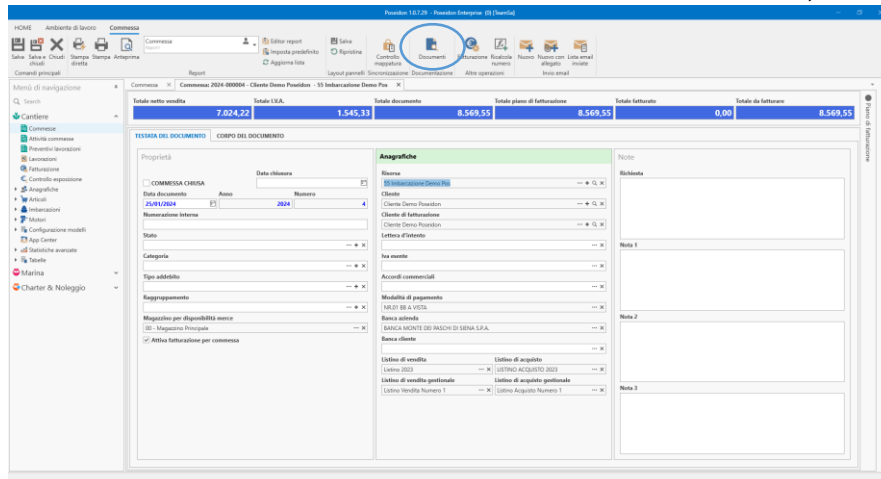 Poseidon 1.0.7.29 - Poseidon Enterprise (0) [TeamSa]
HOME Ambiente di lavoro Commessa
Salva Salva e chiudi Chiudi Stampa diretta Stampa Anteprima
Commessa
Report1
Editor report
Imposta predefinito
Aggiorna lista
Salva
Ripristina
Controllo mappatura
Documenti
Fatturazione Ricalcola numero
Nuovo Nuovo con allegato Lista email inviate
Comandi principali Report Layout pannelli Sincronizzazione Documentazione Altre operazioni Invio email
Menù di navigazione
Search
Cantiere
Commesse
Attività commesse
Preventivi lavorazioni
Lavorazioni
Fatturazione
Controllo esposizione
Anagrafiche
Articoli
Imbarcazioni
Motori
Configurazione modelli
App Center
Statistiche avanzate
Tabelle
Marina
Charter & Noleggio
Commesse Commessa: 2024-000004 - Cliente Demo Poseidon - 55 Imbarcazione Demo Pos
Totale netto vendita Totale I.V.A. Totale documento Totale piano di fatturazione Totale fatturato Totale da fatturare
7.024,22 1.545,33 8.569,55 8.569,55 0,00 8.569,55
TESTATA DEL DOCUMENTO CORPO DEL DOCUMENTO
Proprietà
Data chiusura
COMMESSA CHIUSA
Data documento Anno Numero
25/01/2024 2024 4
Numerazione interna
Stato
Categoria
Tipo addebito
Raggruppamento
Magazzino per disponibilità merce
00 - Magazzino Principale
Attiva fatturazione per commessa
Anagrafiche
Risorsa
55 Imbarcazione Demo Pos
Cliente
Cliente Demo Poseidon
Cliente di fatturazione
Cliente Demo Poseidon
Lettera d'Intento
Iva esente
Accordi commerciali
Modalità di pagamento
NR.01 BB A VISTA
Banca azienda
BANCA MONTE DEI PASCHI DI SIENA S.P.A.
Banca cliente
Listino di vendita Listino di acquisto
Listino 2023 LISTINO ACQUISTO 2023
Listino di vendita gestionale Listino di acquisto gestionale
Listino Vendita Numero 1 Listino Acquisto Numero 1
Note
Richiesta
Nota 1
Nota 2
Nota 3
Piano di fatturazione